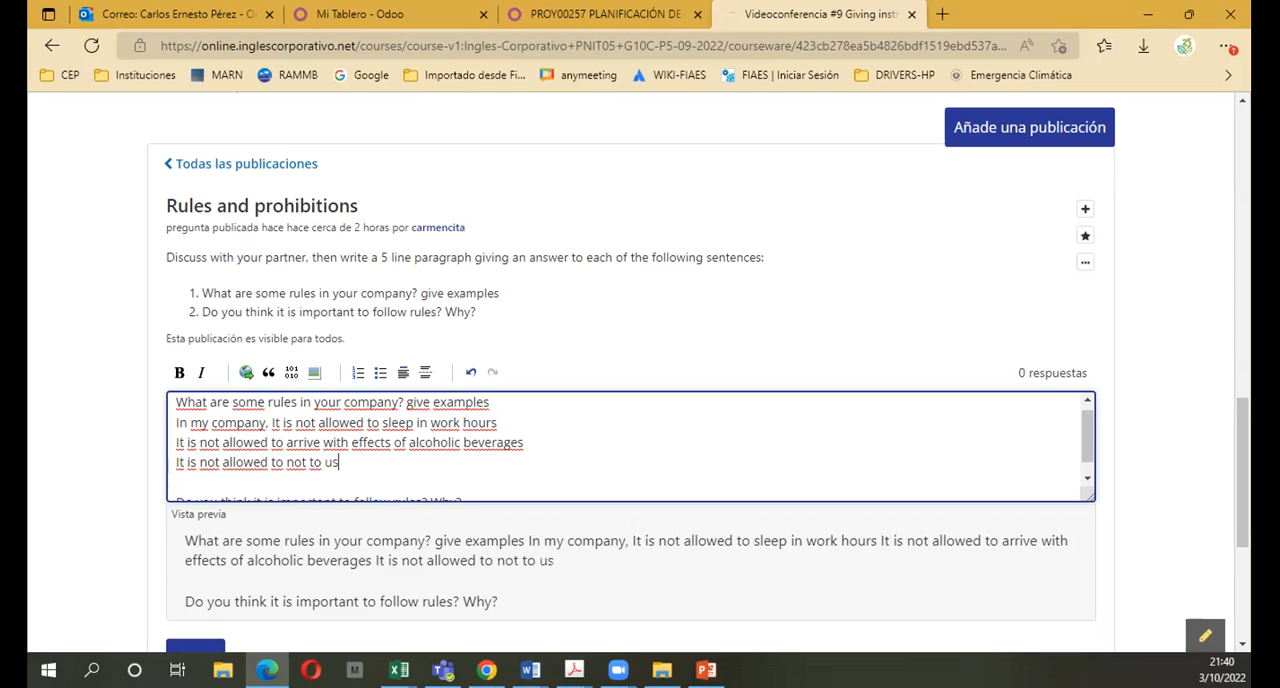 Correo: Carlos Ernesto Pérez - O
Mi Tablero - Odoo
PROY00257 PLANIFICACIÓN DE
Videoconferencia #9 Giving inst
https://online.inglescorporativo.net/courses/course-v1:Ingles-Corporativo+PNIT05+G10C-P5-09-2022/courseware/423cb278ea5b4826bdf1519ebd537a...
CEP
Instituciones
MARN
RAMMB
Google
Importado desde Fi...
anymeeting
WIKI-FIAES
FIAES | Iniciar Sesión
DRIVERS-HP
Emergencia Climática
Añade una publicación
Todas las publicaciones
Rules and prohibitions
pregunta publicada hace hace cerca de 2 horas por carmencita
Discuss with your partner, then write a 5 line paragraph giving an answer to each of the following sentences:
1. What are some rules in your company? give examples
2. Do you think it is important to follow rules? Why?
Esta publicación es visible para todos.
B I
0 respuestas
What are some rules in your company? give examples
In my company, It is not allowed to sleep in work hours
It is not allowed to arrive with effects of alcoholic beverages
It is not allowed to not to us
Do you think it is important to follow rules? Why?
Vista previa
What are some rules in your company? give examples In my company, It is not allowed to sleep in work hours It is not allowed to arrive with
effects of alcoholic beverages It is not allowed to not to us
Do you think it is important to follow rules? Why?
21:40
3/10/2022